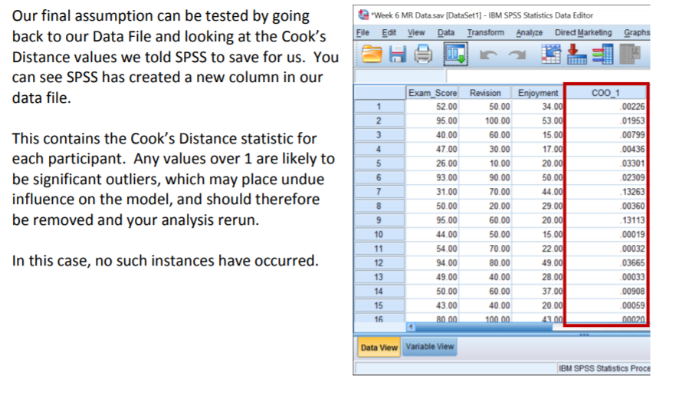 Our final assumption can be tested by going
back to our Data File and looking at the Cook's
Distance values we told SPSS to save for us. You
can see SPSS has created a new column in our
data file.
This contains the Cook's Distance statistic for
each participant. Any values over 1 are likely to
be significant outliers, which may place undue
influence on the model, and should therefore
be removed and your analysis rerun.
In this case, no such instances have occurred.
*Week 6 MR Data.sav [DataSet1] - IBM SPSS Statistics Data Editor
File Edit View Data Transform Analyze Direct Marketing Graphs
Exam_Score Revision Enjoyment COO_1
1 52.00 50.00 34.00 .00226
2 95.00 100.00 53.00 .01953
3 40.00 60.00 15.00 .00799
4 47.00 30.00 17.00 .00436
5 26.00 10.00 20.00 .03301
6 93.00 90.00 50.00 .02309
7 31.00 70.00 44.00 .13263
8 50.00 20.00 29.00 .00360
9 95.00 60.00 20.00 .13113
10 44.00 50.00 15.00 .00019
11 54.00 70.00 22.00 .00032
12 94.00 80.00 49.00 .03665
13 49.00 40.00 28.00 .00033
14 50.00 60.00 37.00 .00908
15 43.00 40.00 20.00 .00059
16 80.00 100.00 43.00 .00020
Data View Variable View
IBM SPSS Statistics Proce